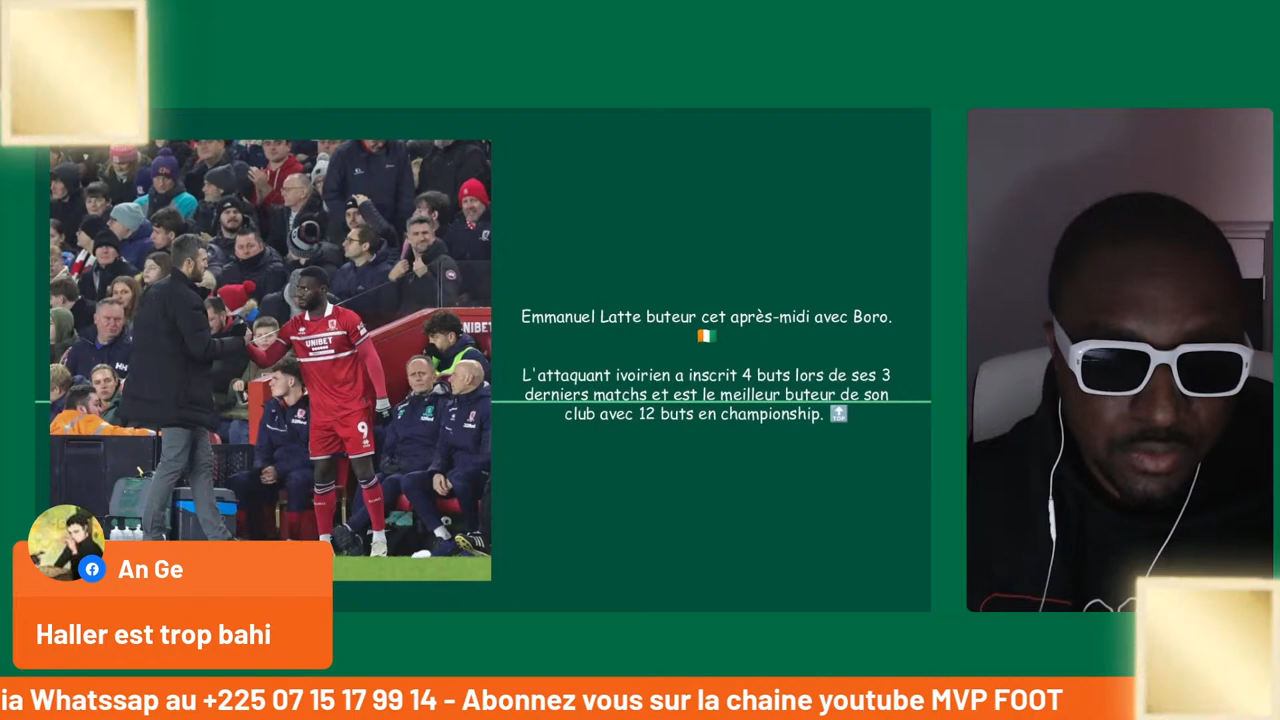 Emmanuel Latte buteur cet après-midi avec Boro.
🇨🇮
L'attaquant ivoirien a inscrit 4 buts lors de ses 3
derniers matchs et est le meilleur buteur de son
club avec 12 buts en championship. 🔝
UNIBET
UNIBET
9
An Ge
Haller est trop bahi
ia Whatssap au +225 07 15 17 99 14 - Abonnez vous sur la chaine youtube MVP FOOT